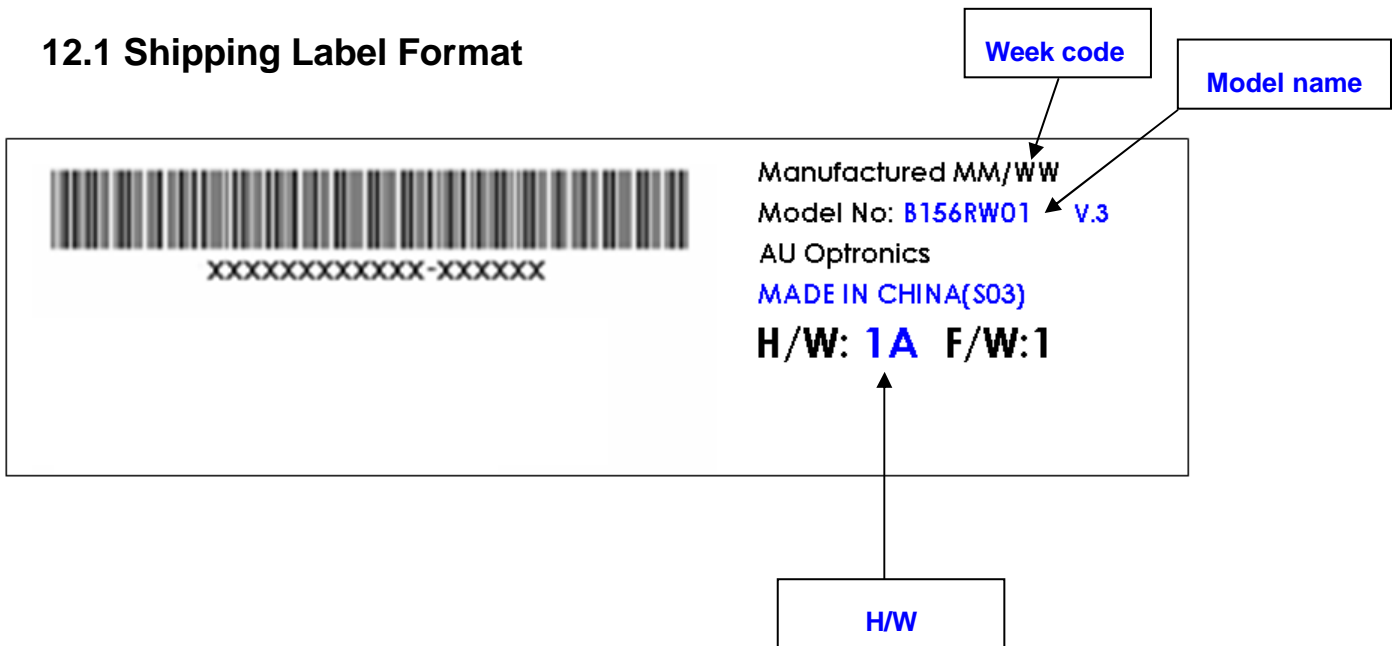 12.1 Shipping Label Format
Week code
Model name
Manufactured MM/WW
Model No: B156RW01 V.3
AU Optronics
MADE IN CHINA(S03)
H/W: 1A F/W:1
XXXXXXXXXXXX-XXXXXX
H/W